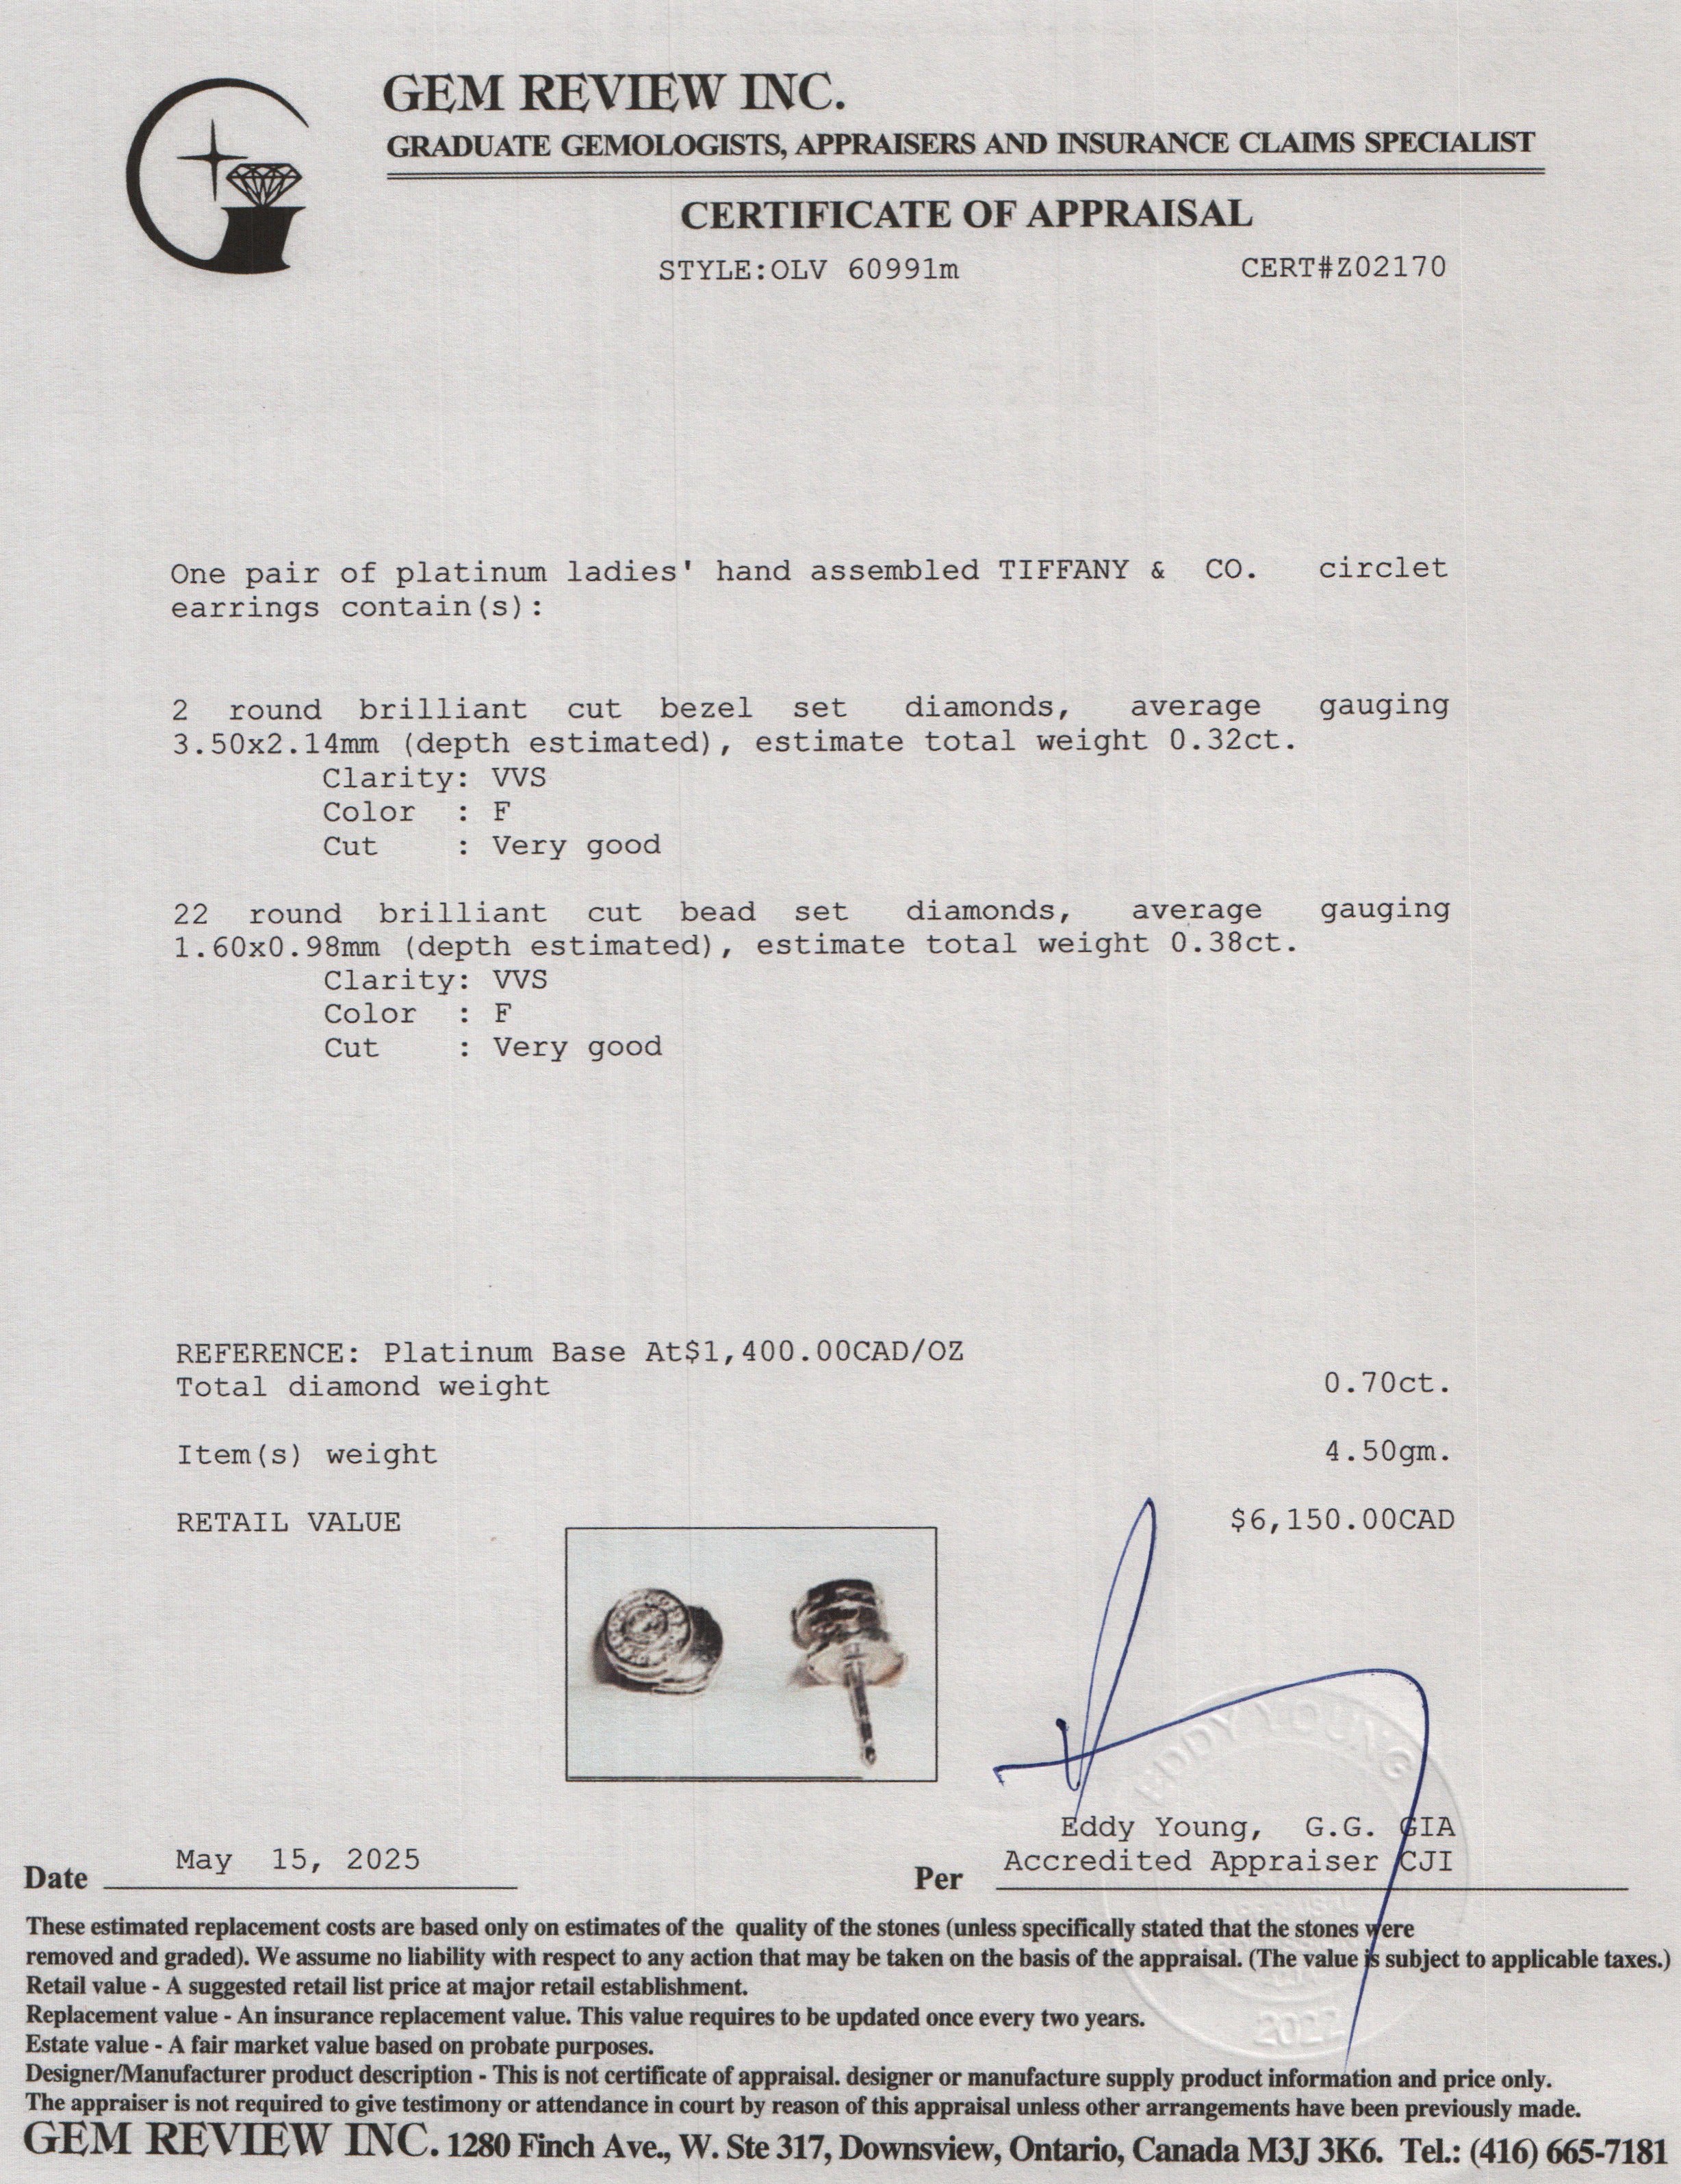 GEM REVIEW INC.
GRADUATE GEMOLOGISTS, APPRAISERS AND INSURANCE CLAIMS SPECIALIST
CERTIFICATE OF APPRAISAL
STYLE:OLV 60991m CERT#Z02170
One pair of platinum ladies' hand assembled TIFFANY & CO. circlet
earrings contain(s):
2 round brilliant cut bezel set diamonds, average gauging
3.50x2.14mm (depth estimated), estimate total weight 0.32ct.
Clarity: VVS
Color : F
Cut : Very good
22 round brilliant cut bead set diamonds, average gauging
1.60x0.98mm (depth estimated), estimate total weight 0.38ct.
Clarity: VVS
Color : F
Cut : Very good
REFERENCE: Platinum Base At$1,400.00CAD/OZ
Total diamond weight 0.70ct.
Item(s) weight 4.50gm.
RETAIL VALUE $6,150.00CAD
EDDY YOUNG
Eddy Young, G.G. GIA
Date May 15, 2025 Per Accredited Appraiser CJI
These estimated replacement costs are based only on estimates of the quality of the stones (unless specifically stated that the stones were
removed and graded). We assume no liability with respect to any action that may be taken on the basis of the appraisal. (The value is subject to applicable taxes.)
Retail value - A suggested retail list price at major retail establishment.
Replacement value - An insurance replacement value. This value requires to be updated once every two years.
2022
Estate value - A fair market value based on probate purposes.
Designer/Manufacturer product description - This is not certificate of appraisal. designer or manufacture supply product information and price only.
The appraiser is not required to give testimony or attendance in court by reason of this appraisal unless other arrangements have been previously made.
GEM REVIEW INC. 1280 Finch Ave., W. Ste 317, Downsview, Ontario, Canada M3J 3K6. Tel.: (416) 665-7181